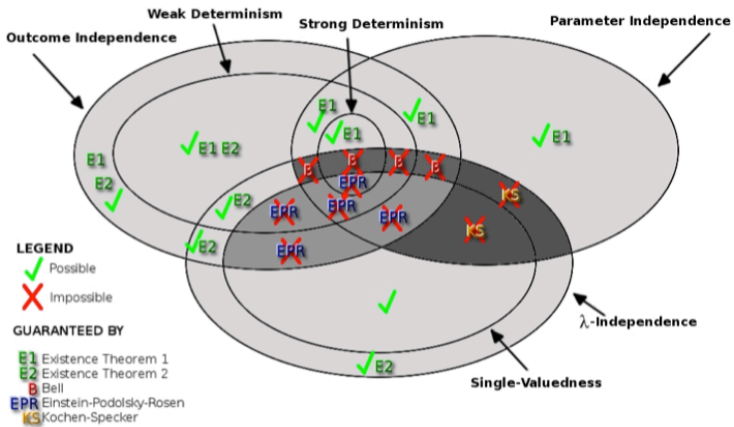 Weak Determinism
Strong Determinism
Parameter Independence
Outcome Independence
E1
E1
E1
E1
E1 E2
E1
B
B
B
B
E2
EPR
KS
E2
EPR
EPR
EPR
KS
E2
EPR
LEGEND
Possible
Impossible
λ-Independence
GUARANTEED BY
E1 Existence Theorem 1
E2 Existence Theorem 2
E2
B Bell
Single-Valuedness
EPR Einstein-Podolsky-Rosen
KS Kochen-Specker